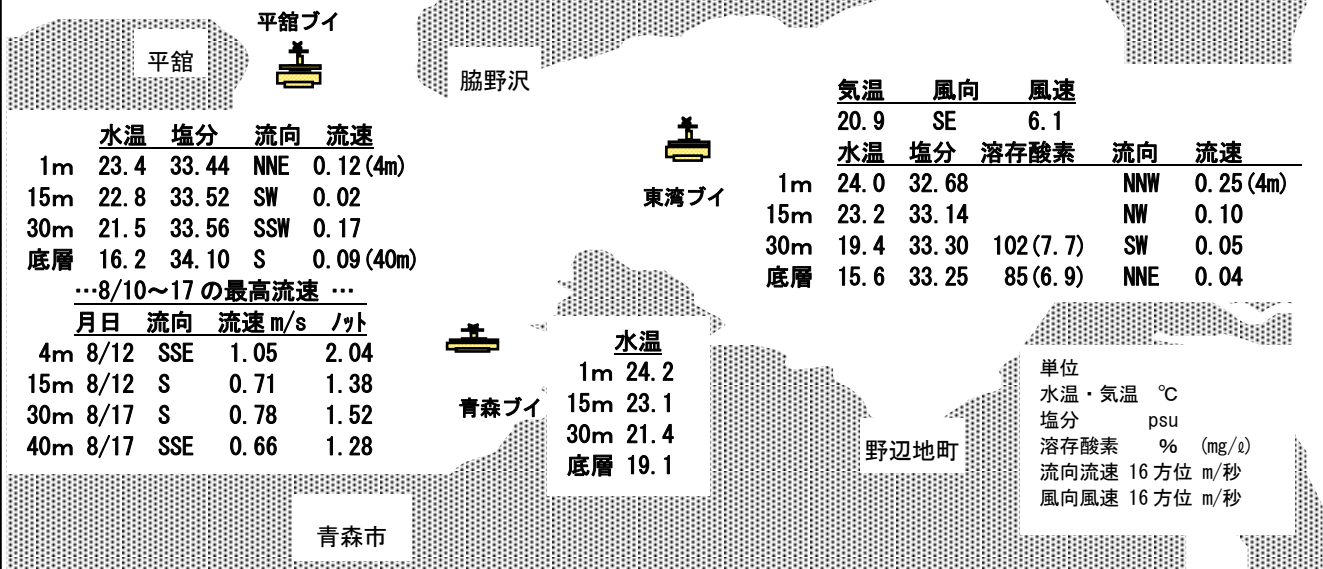 平舘ブイ
平舘
脇野沢
水温 塩分 流向 流速
1m 23.4 33.44 NNE 0.12(4m)
15m 22.8 33.52 SW 0.02
30m 21.5 33.56 SSW 0.17
底層 16.2 34.10 S 0.09(40m)
…8/10～17の最高流速 …
月日 流向 流速m/s ﾉｯﾄ
4m 8/12 SSE 1.05 2.04
15m 8/12 S 0.71 1.38
30m 8/17 S 0.78 1.52
40m 8/17 SSE 0.66 1.28
東湾ブイ
気温 風向 風速
20.9 SE 6.1
水温 塩分 溶存酸素 流向 流速
1m 24.0 32.68 NNW 0.25(4m)
15m 23.2 33.14 NW 0.10
30m 19.4 33.30 102(7.7) SW 0.05
底層 15.6 33.25 85(6.9) NNE 0.04
青森ブイ
水温
1m 24.2
15m 23.1
30m 21.4
底層 19.1
野辺地町
青森市
単位
水温・気温 ℃
塩分 psu
溶存酸素 % (mg/ℓ)
流向流速 16方位 m/秒
風向風速 16方位 m/秒